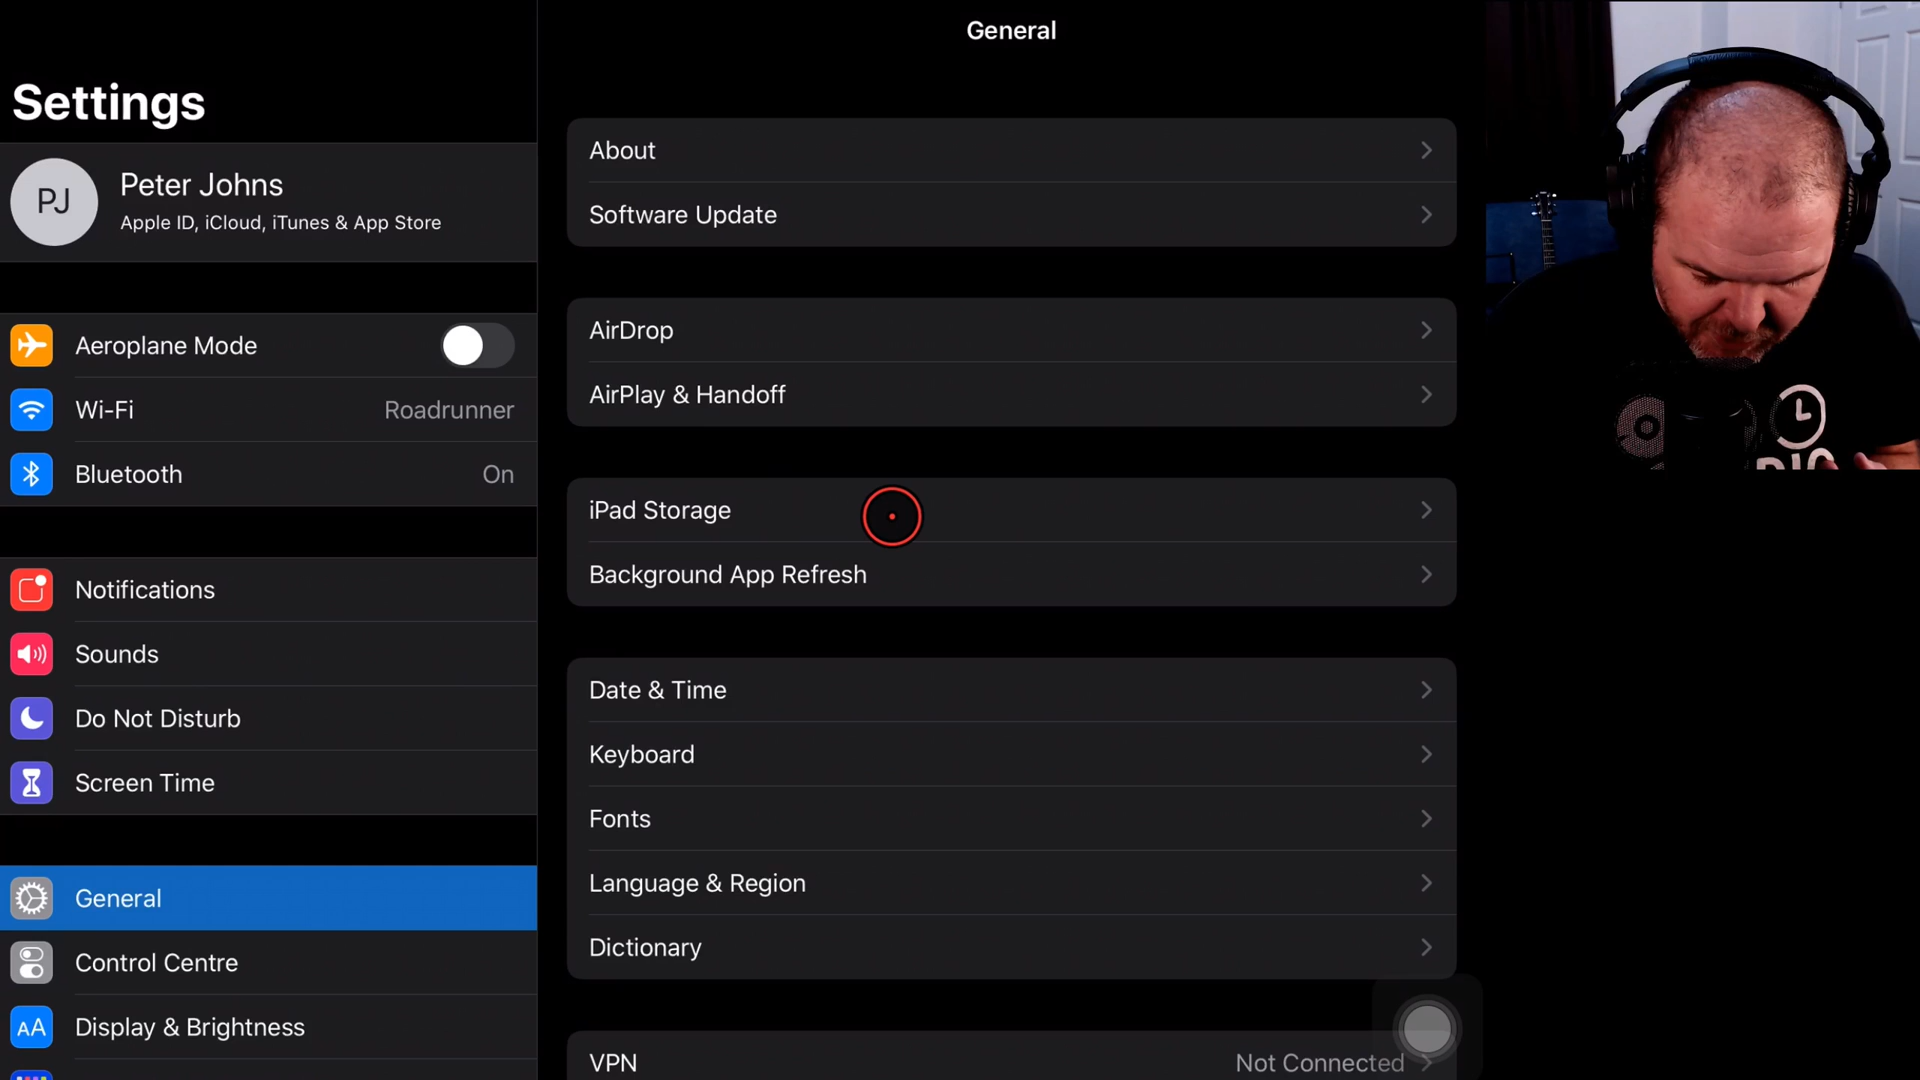 General
Settings
PJ
Peter Johns
Apple ID, iCloud, iTunes & App Store
Aeroplane Mode
Wi-Fi
Roadrunner
Bluetooth
On
Notifications
Sounds
Do Not Disturb
Screen Time
General
Control Centre
AA
Display & Brightness
About
Software Update
AirDrop
AirPlay & Handoff
iPad Storage
Background App Refresh
Date & Time
Keyboard
Fonts
Language & Region
Dictionary
VPN
Not Connected